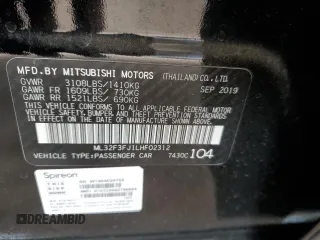 MFD.BY MITSUBISHI MOTORS (THAILAND)CO.,LTD.
GVWR 3108LBS/1410KG SEP 2019
GAWR FR 1609LBS/ 730KG
GAWR RR 1521LBS/ 690KG
THIS VEHICLE CONFORMS TO ALL APPLICABLE
FEDERAL MOTOR VEHICLE SAFETY, BUMPER
AND THEFT PREVENTION STANDARDS IN EFFECT ON
THE DATE OF MANUFACTURE SHOWN ABOVE.
ML32F3FJ1LHF02312
VEHICLE TYPE:PASSENGER CAR 7430C 104
Spireon